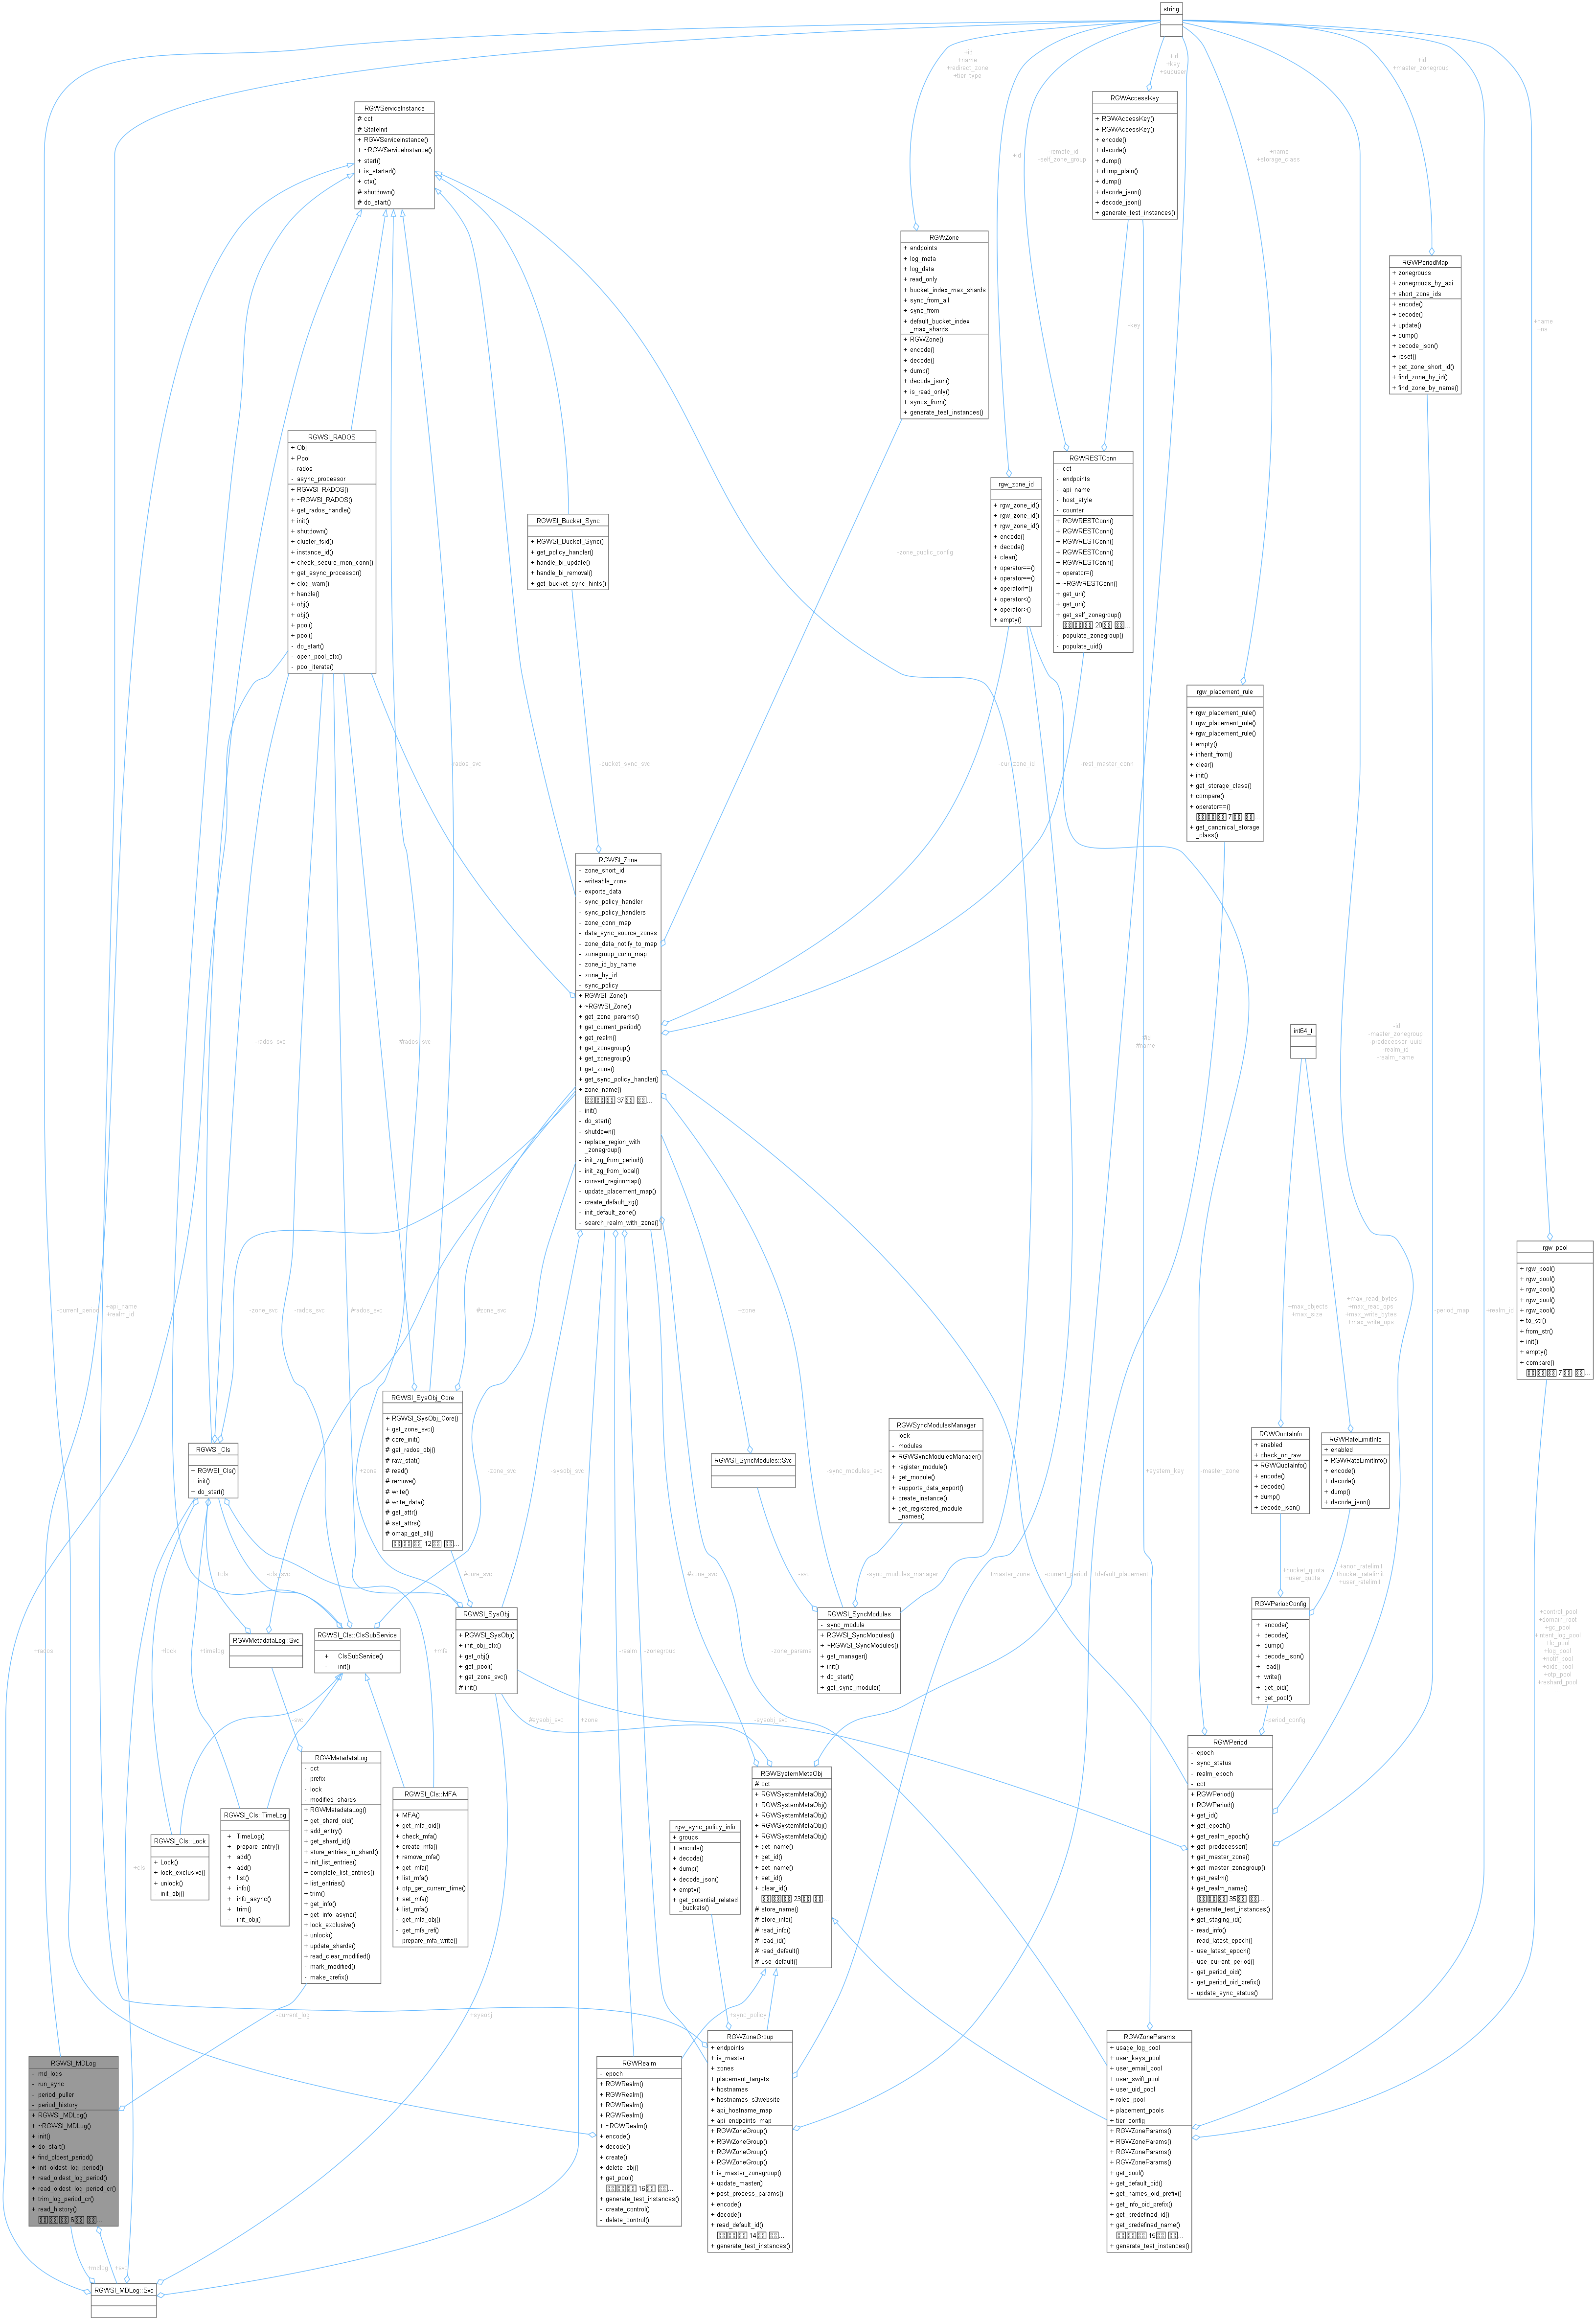 string
+id
+name
+redirect_zone
+tier_type
+id
+key
+subuser
+id
+master_zonegroup
RGWServiceInstance
# cct
# StateInit
+ RGWServiceInstance()
+ ~RGWServiceInstance()
+ start()
+ is_started()
+ ctx()
# shutdown()
# do_start()
RGWAccessKey
+ RGWAccessKey()
+ RGWAccessKey()
+ encode()
+ decode()
+ dump()
+ dump_plain()
+ dump()
+ decode_json()
+ decode_json()
+ generate_test_instances()
+id
-remote_id
-self_zone_group
+name
+storage_class
RGWZone
+ endpoints
+ log_meta
+ log_data
+ read_only
+ bucket_index_max_shards
+ sync_from_all
+ sync_from
+ default_bucket_index
_max_shards
+ RGWZone()
+ encode()
+ decode()
+ dump()
+ decode_json()
+ is_read_only()
+ syncs_from()
+ generate_test_instances()
RGWPeriodMap
+ zonegroups
+ zonegroups_by_api
+ short_zone_ids
+ encode()
+ decode()
+ update()
+ dump()
+ decode_json()
+ reset()
+ get_zone_short_id()
+ find_zone_by_id()
+ find_zone_by_name()
-key
+name
+ns
RGWSI_RADOS
+ Obj
+ Pool
- rados
- async_processor
+ RGWSI_RADOS()
+ ~RGWSI_RADOS()
+ get_rados_handle()
+ init()
+ shutdown()
+ cluster_fsid()
+ instance_id()
+ check_secure_mon_conn()
+ get_async_processor()
+ clog_warn()
+ handle()
+ obj()
+ obj()
+ pool()
+ pool()
- do_start()
- open_pool_ctx()
- pool_iterate()
RGWSI_Bucket_Sync
+ RGWSI_Bucket_Sync()
+ get_policy_handler()
+ handle_bi_update()
+ handle_bi_removal()
+ get_bucket_sync_hints()
-zone_public_config
rgw_zone_id
+ rgw_zone_id()
+ rgw_zone_id()
+ rgw_zone_id()
+ encode()
+ decode()
+ clear()
+ operator==()
+ operator==()
+ operator!=()
+ operator<()
+ operator>()
+ empty()
RGWRESTConn
- cct
- endpoints
- api_name
- host_style
- counter
+ RGWRESTConn()
+ RGWRESTConn()
+ RGWRESTConn()
+ RGWRESTConn()
+ RGWRESTConn()
+ operator=()
+ ~RGWRESTConn()
+ get_url()
+ get_url()
+ get_self_zonegroup()
20 ...
- populate_zonegroup()
- populate_uid()
rgw_placement_rule
+ rgw_placement_rule()
+ rgw_placement_rule()
+ rgw_placement_rule()
+ empty()
+ inherit_from()
+ clear()
+ init()
+ get_storage_class()
+ compare()
+ operator==()
7 ...
+ get_canonical_storage
_class()
-rados_svc
-bucket_sync_svc
-cur_zone_id
-rest_master_conn
RGWSI_Zone
- zone_short_id
- writeable_zone
- exports_data
- sync_policy_handler
- sync_policy_handlers
- zone_conn_map
- data_sync_source_zones
- zone_data_notify_to_map
- zonegroup_conn_map
- zone_id_by_name
- zone_by_id
- sync_policy
+ RGWSI_Zone()
+ ~RGWSI_Zone()
+ get_zone_params()
+ get_current_period()
+ get_realm()
+ get_zonegroup()
+ get_zonegroup()
+ get_zone()
+ get_sync_policy_handler()
+ zone_name()
37 ...
- init()
- do_start()
- shutdown()
- replace_region_with
_zonegroup()
- init_zg_from_period()
- init_zg_from_local()
- convert_regionmap()
- update_placement_map()
- create_default_zg()
- init_default_zone()
- search_realm_with_zone()
-rados_svc
#rados_svc
#id
#name
int64_t
-id
-master_zonegroup
-predecessor_uuid
-realm_id
-realm_name
rgw_pool
+ rgw_pool()
+ rgw_pool()
+ rgw_pool()
+ rgw_pool()
+ rgw_pool()
+ to_str()
+ from_str()
+ init()
+ empty()
+ compare()
7 ...
-current_period
+api_name
+realm_id
-zone_svc
-rados_svc
#rados_svc
#zone_svc
+zone
+max_objects
+max_size
+max_read_bytes
+max_read_ops
+max_write_bytes
+max_write_ops
-period_map
+realm_id
RGWSI_Cls
+ RGWSI_Cls()
+ init()
+ do_start()
RGWSI_SysObj_Core
+ RGWSI_SysObj_Core()
+ get_zone_svc()
# core_init()
# get_rados_obj()
# raw_stat()
# read()
# remove()
# write()
# write_data()
# get_attr()
# set_attrs()
# omap_get_all()
12 ...
+zone
-zone_svc
-sysobj_svc
RGWSI_SyncModules::Svc
-sync_modules_svc
RGWSyncModulesManager
- lock
- modules
+ RGWSyncModulesManager()
+ register_module()
+ get_module()
+ supports_data_export()
+ create_instance()
+ get_registered_module
_names()
+system_key
-master_zone
RGWQuotaInfo
+ enabled
+ check_on_raw
+ RGWQuotaInfo()
+ encode()
+ decode()
+ dump()
+ decode_json()
RGWRateLimitInfo
+ enabled
+ RGWRateLimitInfo()
+ encode()
+ decode()
+ dump()
+ decode_json()
+cls
-cls_svc
#core_svc
#zone_svc
-svc
-sync_modules_manager
+master_zone
-current_period
+default_placement
+bucket_quota
+user_quota
+anon_ratelimit
+bucket_ratelimit
+user_ratelimit
+control_pool
+domain_root
+gc_pool
+intent_log_pool
+lc_pool
+log_pool
+notif_pool
+oidc_pool
+otp_pool
+reshard_pool
+rados
+lock
+timelog
RGWMetadataLog::Svc
RGWSI_Cls::ClsSubService
+ ClsSubService()
- init()
+mfa
RGWSI_SysObj
+ RGWSI_SysObj()
+ init_obj_ctx()
+ get_obj()
+ get_pool()
+ get_zone_svc()
# init()
-realm
-zonegroup
-zone_params
RGWSI_SyncModules
- sync_module
+ RGWSI_SyncModules()
+ ~RGWSI_SyncModules()
+ get_manager()
+ init()
+ do_start()
+ get_sync_module()
RGWPeriodConfig
+ encode()
+ decode()
+ dump()
+ decode_json()
+ read()
+ write()
+ get_oid()
+ get_pool()
-svc
#sysobj_svc
+zone
-sysobj_svc
-period_config
RGWMetadataLog
- cct
- prefix
- lock
- modified_shards
+ RGWMetadataLog()
+ get_shard_oid()
+ add_entry()
+ get_shard_id()
+ store_entries_in_shard()
+ init_list_entries()
+ complete_list_entries()
+ list_entries()
+ trim()
+ get_info()
+ get_info_async()
+ lock_exclusive()
+ unlock()
+ update_shards()
+ read_clear_modified()
- mark_modified()
- make_prefix()
RGWSI_Cls::MFA
+ MFA()
+ get_mfa_oid()
+ check_mfa()
+ create_mfa()
+ remove_mfa()
+ get_mfa()
+ list_mfa()
+ otp_get_current_time()
+ set_mfa()
+ list_mfa()
- get_mfa_obj()
- get_mfa_ref()
- prepare_mfa_write()
RGWSI_Cls::TimeLog
+ TimeLog()
+ prepare_entry()
+ add()
+ add()
+ list()
+ info()
+ info_async()
+ trim()
- init_obj()
RGWSI_Cls::Lock
+ Lock()
+ lock_exclusive()
+ unlock()
- init_obj()
+cls
rgw_sync_policy_info
+ groups
+ encode()
+ decode()
+ dump()
+ decode_json()
+ empty()
+ get_potential_related
_buckets()
RGWSystemMetaObj
# cct
+ RGWSystemMetaObj()
+ RGWSystemMetaObj()
+ RGWSystemMetaObj()
+ RGWSystemMetaObj()
+ RGWSystemMetaObj()
+ get_name()
+ get_id()
+ set_name()
+ set_id()
+ clear_id()
23 ...
# store_name()
# store_info()
# read_info()
# read_id()
# read_default()
# use_default()
RGWPeriod
- epoch
- sync_status
- realm_epoch
- cct
+ RGWPeriod()
+ RGWPeriod()
+ get_id()
+ get_epoch()
+ get_realm_epoch()
+ get_predecessor()
+ get_master_zone()
+ get_master_zonegroup()
+ get_realm()
+ get_realm_name()
35 ...
+ generate_test_instances()
+ get_staging_id()
- read_info()
- read_latest_epoch()
- use_latest_epoch()
- use_current_period()
- get_period_oid()
- get_period_oid_prefix()
- update_sync_status()
-current_log
+sysobj
+sync_policy
RGWSI_MDLog
- md_logs
- run_sync
- period_puller
- period_history
+ RGWSI_MDLog()
+ ~RGWSI_MDLog()
+ init()
+ do_start()
+ find_oldest_period()
+ init_oldest_log_period()
+ read_oldest_log_period()
+ read_oldest_log_period_cr()
+ trim_log_period_cr()
+ read_history()
6 ...
RGWRealm
- epoch
+ RGWRealm()
+ RGWRealm()
+ RGWRealm()
+ RGWRealm()
+ ~RGWRealm()
+ encode()
+ decode()
+ create()
+ delete_obj()
+ get_pool()
16 ...
+ generate_test_instances()
- create_control()
- delete_control()
RGWZoneGroup
+ endpoints
+ is_master
+ zones
+ placement_targets
+ hostnames
+ hostnames_s3website
+ api_hostname_map
+ api_endpoints_map
+ RGWZoneGroup()
+ RGWZoneGroup()
+ RGWZoneGroup()
+ RGWZoneGroup()
+ is_master_zonegroup()
+ update_master()
+ post_process_params()
+ encode()
+ decode()
+ read_default_id()
14 ...
+ generate_test_instances()
RGWZoneParams
+ usage_log_pool
+ user_keys_pool
+ user_email_pool
+ user_swift_pool
+ user_uid_pool
+ roles_pool
+ placement_pools
+ tier_config
+ RGWZoneParams()
+ RGWZoneParams()
+ RGWZoneParams()
+ RGWZoneParams()
+ get_pool()
+ get_default_oid()
+ get_names_oid_prefix()
+ get_info_oid_prefix()
+ get_predefined_id()
+ get_predefined_name()
15 ...
+ generate_test_instances()
+mdlog
+svc
RGWSI_MDLog::Svc